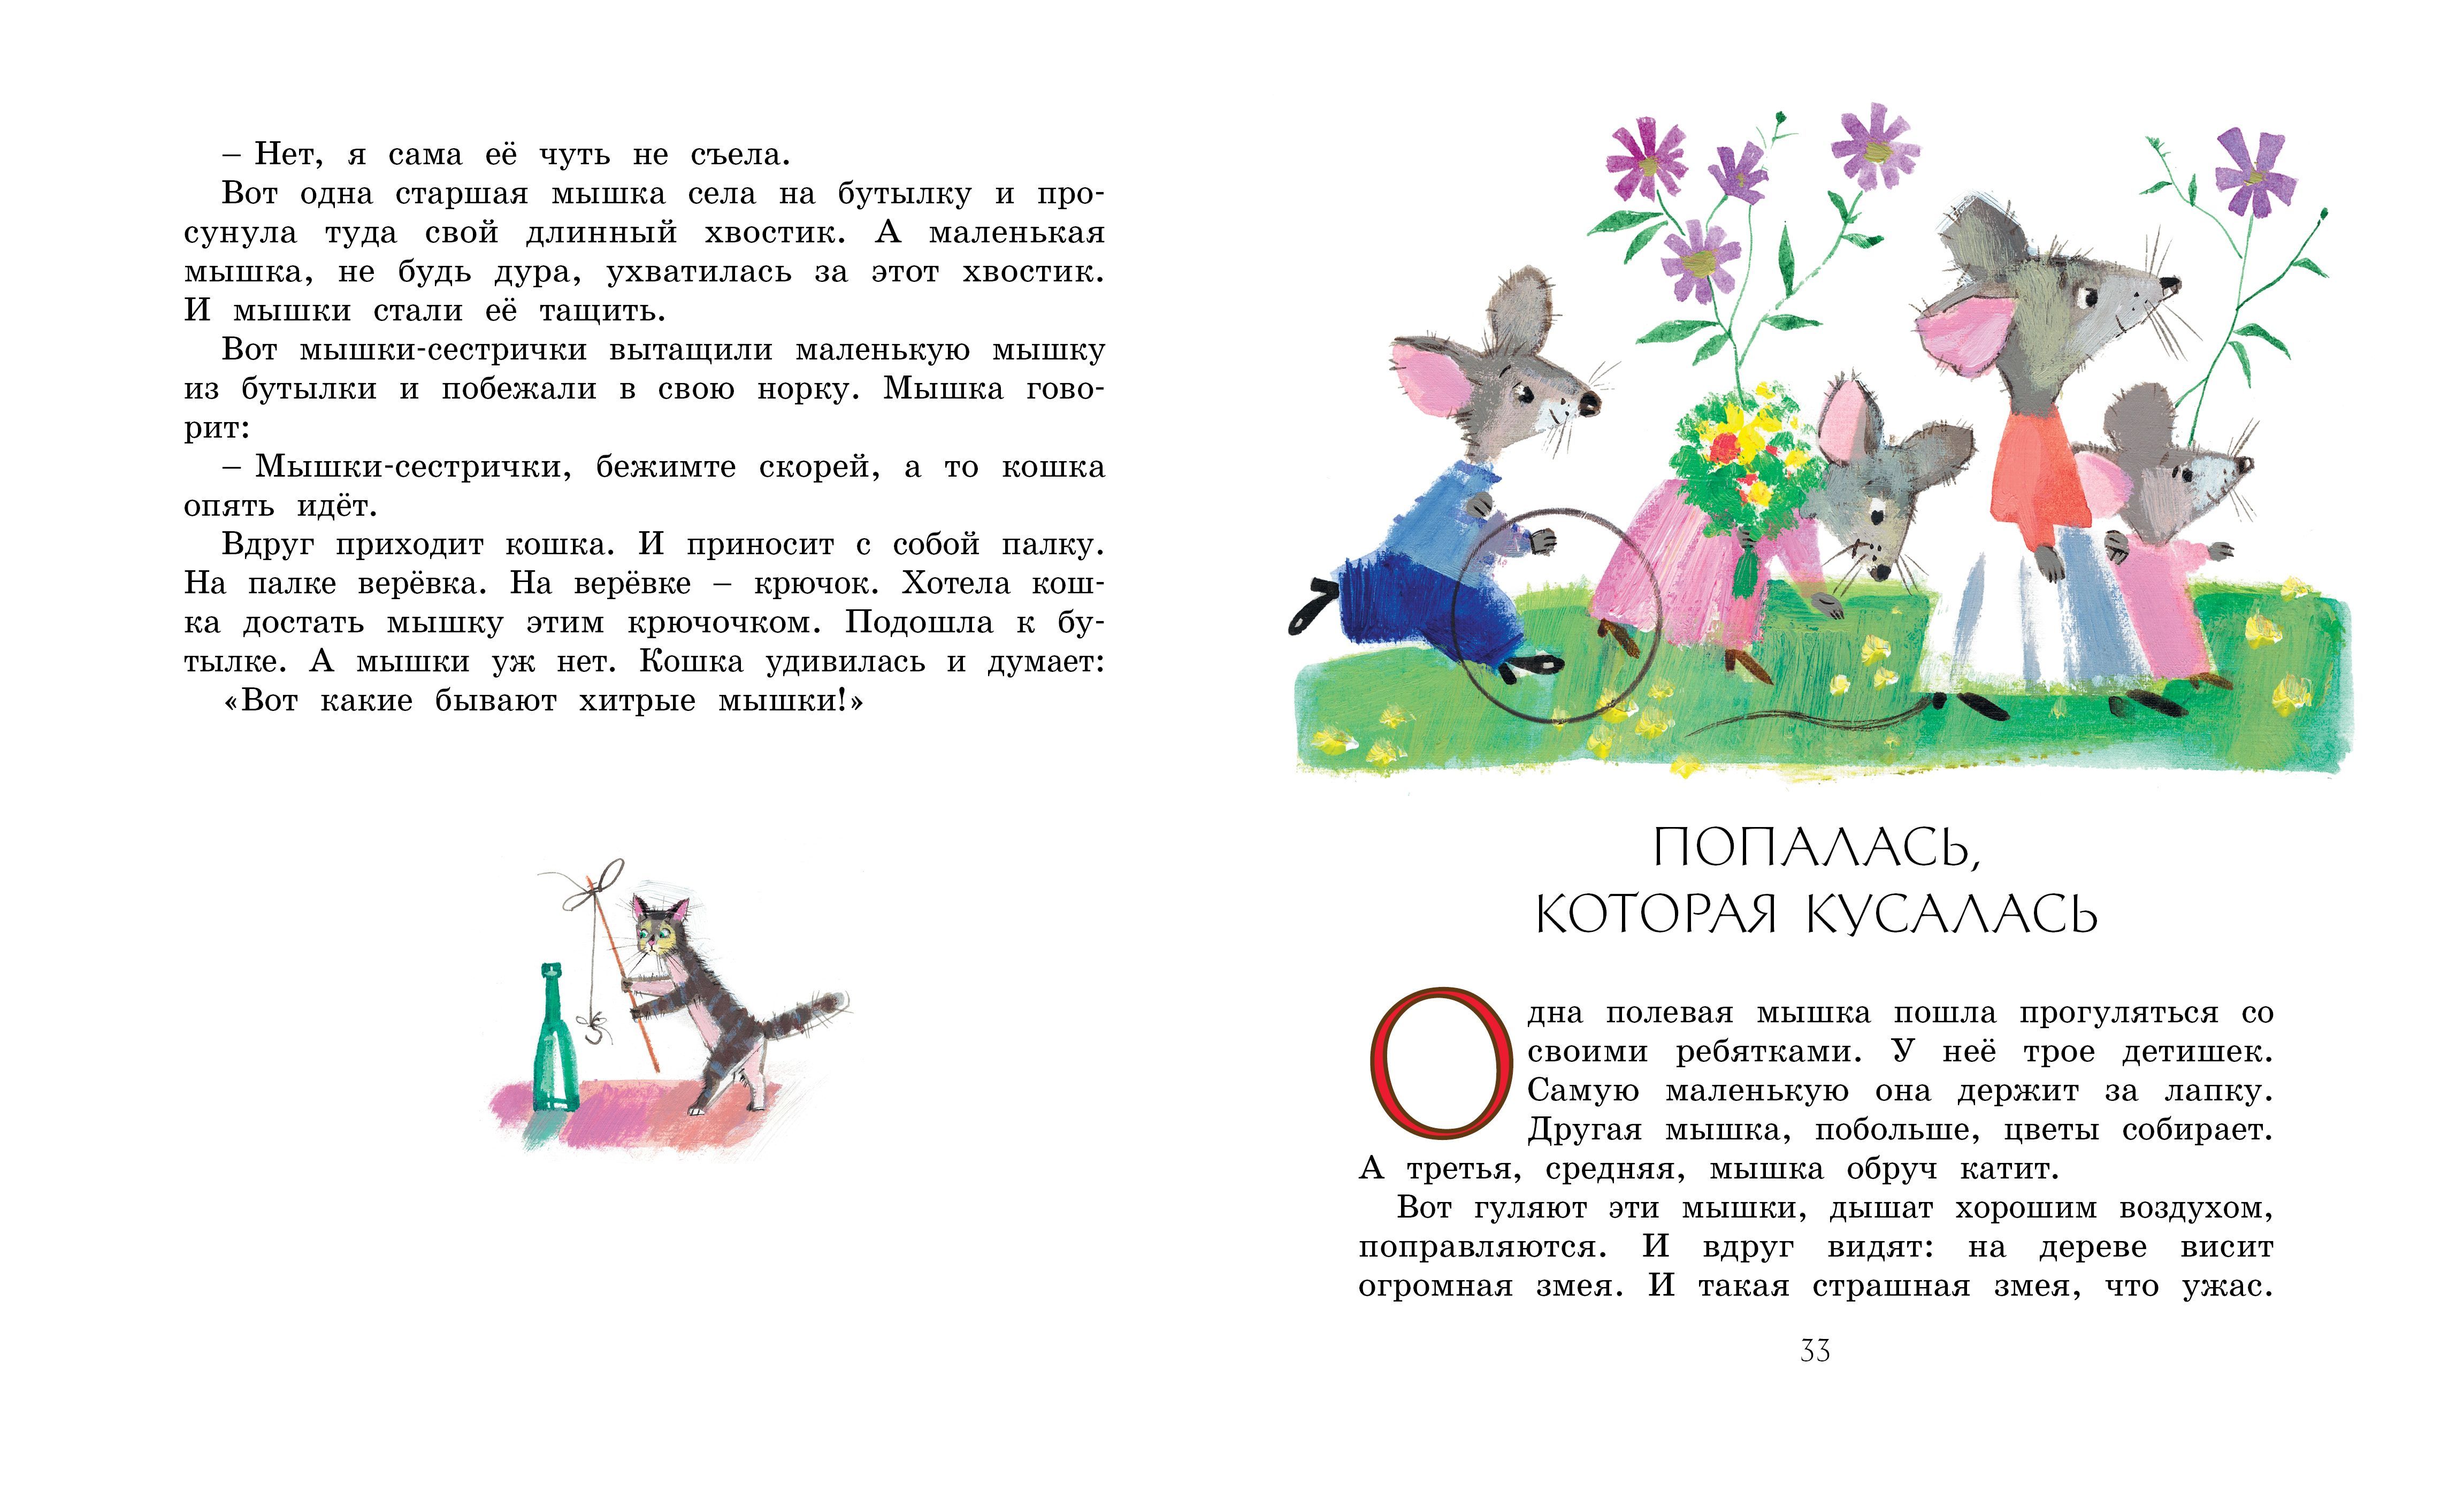 – Нет, я сама её чуть не съела.
Вот одна старшая мышка села на бутылку и про-
сунула туда свой длинный хвостик. А маленькая
мышка, не будь дура, ухватилась за этот хвостик.
И мышки стали её тащить.
Вот мышки-сестрички вытащили маленькую мышку
из бутылки и побежали в свою норку. Мышка гово-
рит:
– Мышки-сестрички, бежимте скорей, а то кошка
опять идёт.
Вдруг приходит кошка. И приносит с собой палку.
На палке верёвка. На верёвке – крючок. Хотела кош-
ка достать мышку этим крючочком. Подошла к бу-
тылке. А мышки уж нет. Кошка удивилась и думает:
«Вот какие бывают хитрые мышки!»
ПОПАЛАСЬ,
КОТОРАЯ КУСАЛАСЬ
Одна полевая мышка пошла прогуляться со
своими ребятками. У неё трое детишек.
Самую маленькую она держит за лапку.
Другая мышка, побольше, цветы собирает.
А третья, средняя, мышка обруч катит.
Вот гуляют эти мышки, дышат хорошим воздухом,
поправляются. И вдруг видят: на дереве висит
огромная змея. И такая страшная змея, что ужас.
33